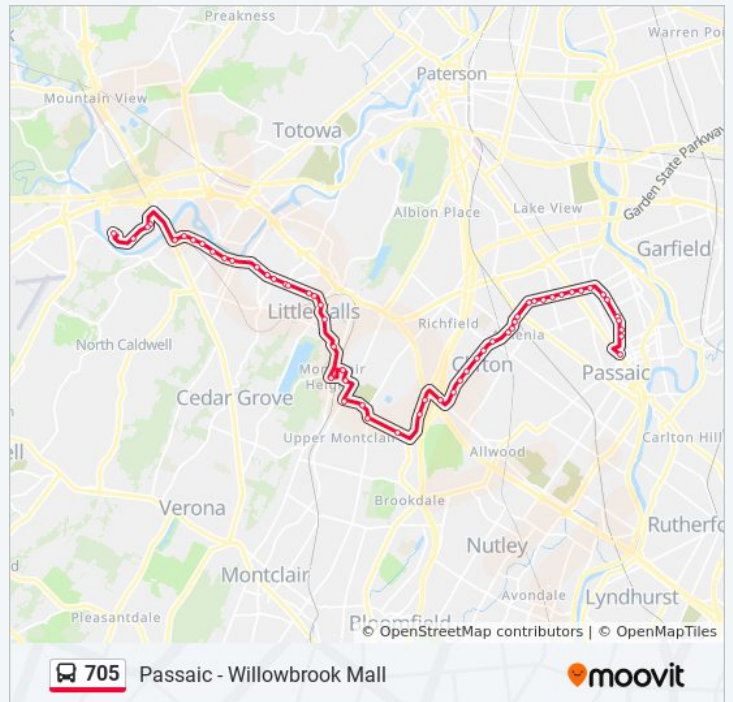 Preakness
Warren Poi
Paterson
Mountain View
Totowa
Garden State Parkway
Albion Place
Lake View
Garfield
Little Falls
Richfield
North Caldwell
Clifton
Passaic
Cedar Grove
Upper Montclair
Carlton Hill
Allwood
Brookdale
Verona
Rutherfo
Nutley
Montclair
Avondale
Lyndhurst
Pleasantdale
Bloomfield
© OpenStreetMap contributors | © OpenMapTiles
705 Passaic - Willowbrook Mall
moovit